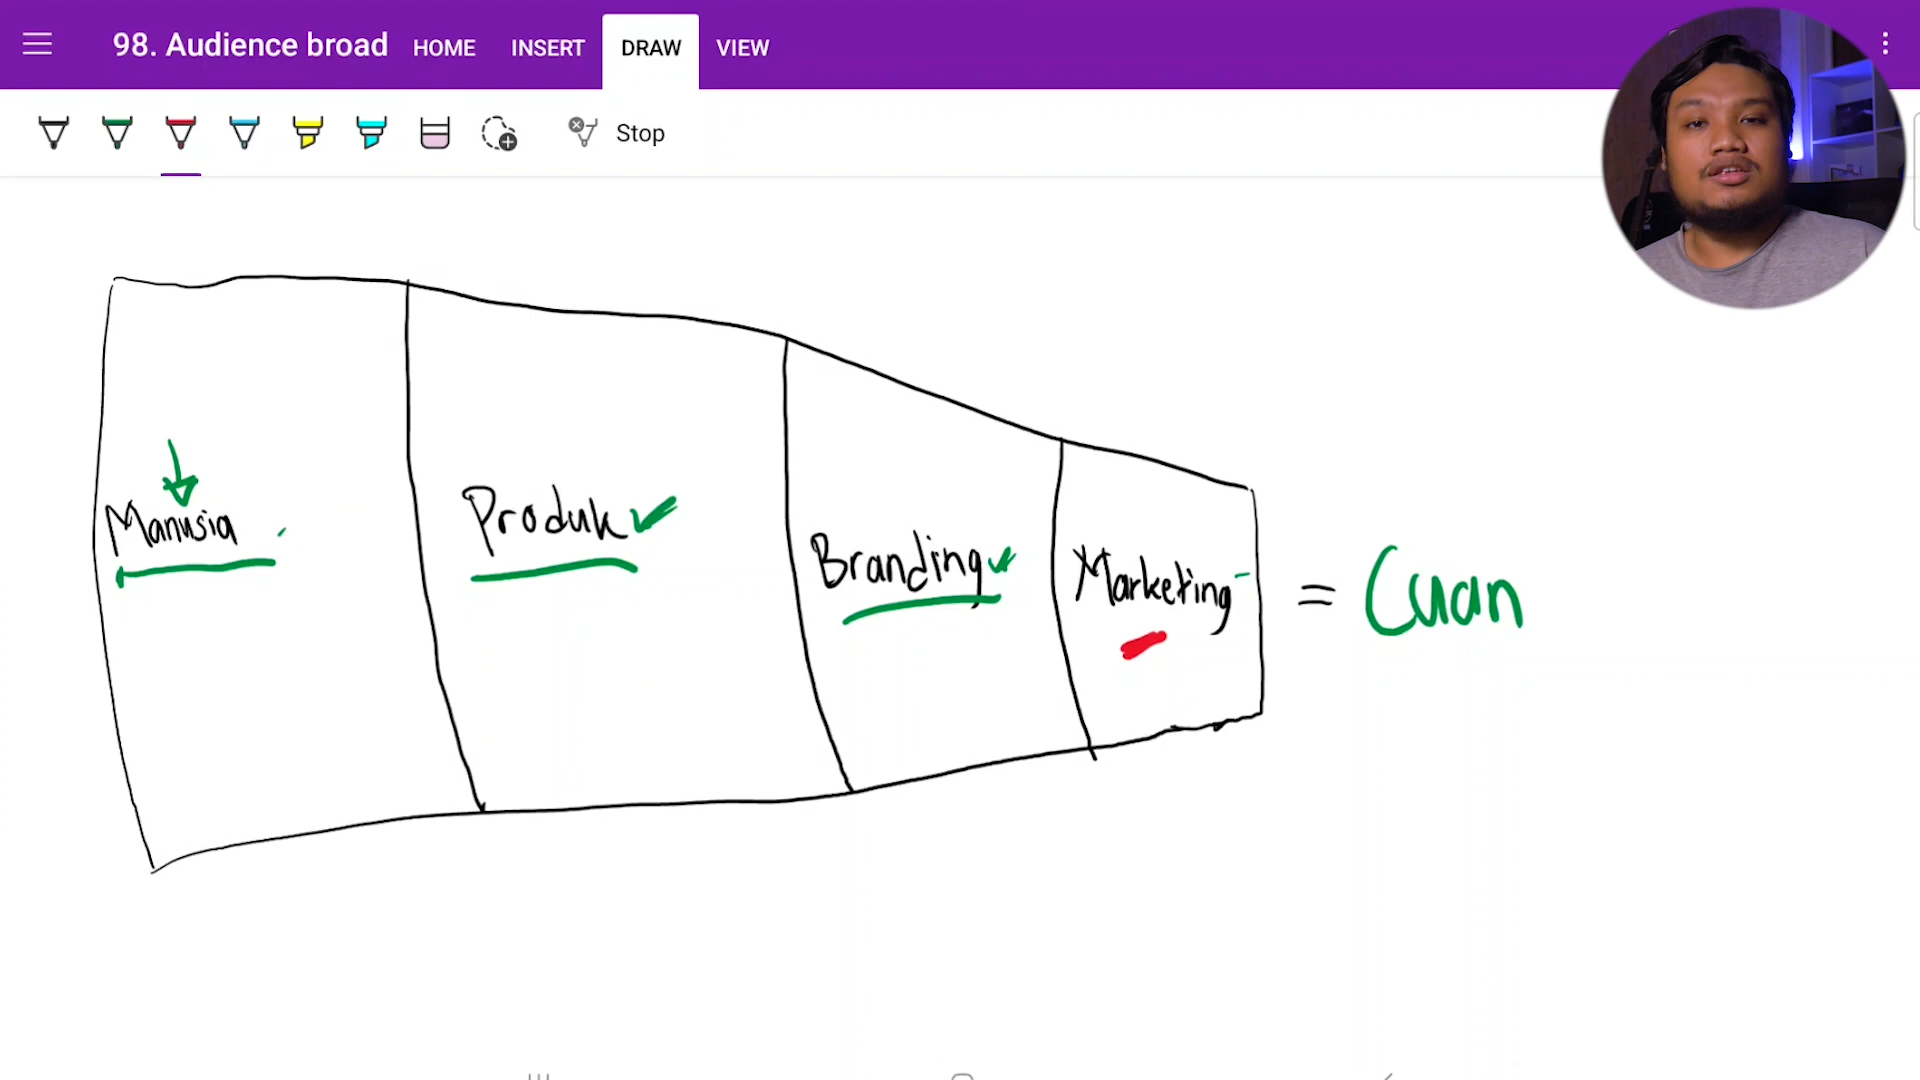 98. Audience broad HOME INSERT DRAW VIEW
Stop
Manusia
Produk
Branding
Marketing
= Cuan